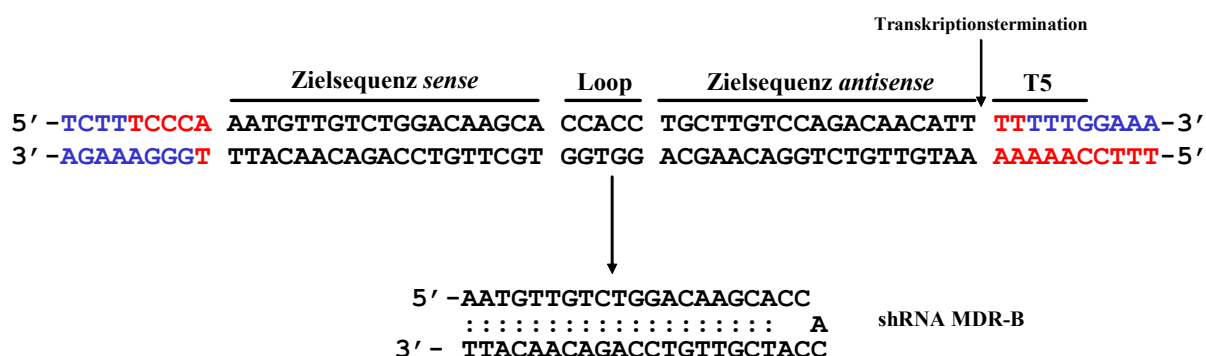 Transkriptionstermination
Zielsequenz sense Loop Zielsequenz antisense T5
5'-TCTTTCCCA AATGTTGTCTGGACAAGCA CCACC TGCTTGTCCAGACAACATT TTTTTGGAAA-3'
3'-AGAAAGGGT TTACAACAGACCTGTTCGT GGTGG ACGAACAGGTCTGTTGTAA AAAAACCTTT-5'
5'-AATGTTGTCTGGACAAGCACC
::::::::::::::::::: A shRNA MDR-B
3'- TTACAACAGACCTGTTGCTACC